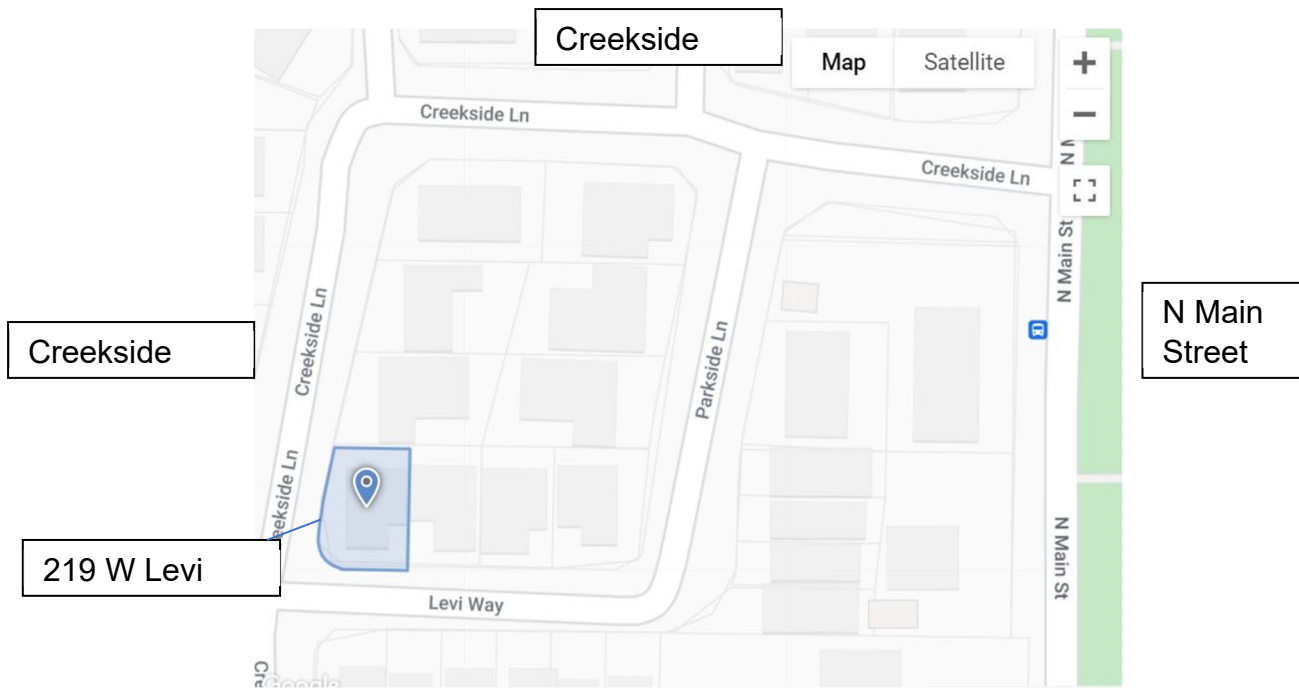 Creekside
Map
Satellite
Creekside Ln
Creekside Ln
N Main St
N Main
Street
Creekside
Creekside Ln
Parkside Ln
eekside Ln
219 W Levi
Levi Way
N Main St
Google